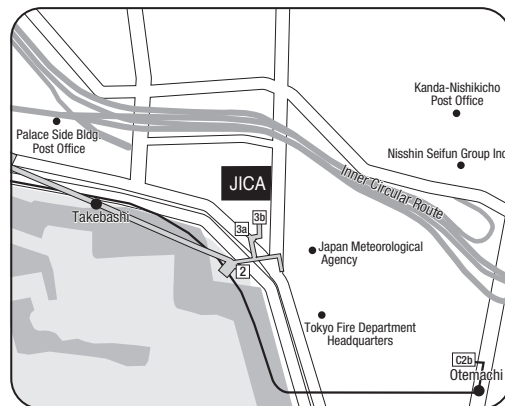 Kanda-Nishikicho
Post Office
Palace Side Bldg.
Post Office
Nisshin Seifun Group Inc
JICA
Inner Circular Route
Takebashi
3b
3a
Japan Meteorological
Agency
2
Tokyo Fire Department
Headquarters
C2b
Otemachi